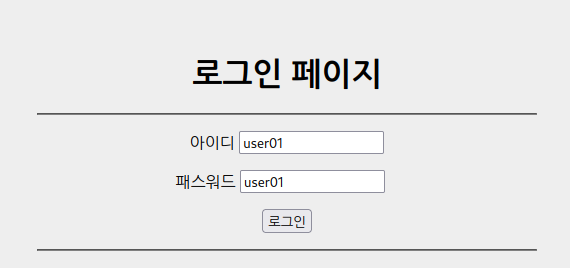 로그인 페이지
아이디 user01
패스워드 user01
로그인